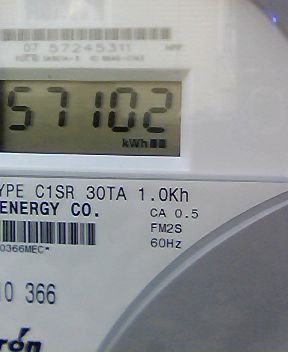 07 57245311
57102
kWh
YPE C1SR 30TA 1.0Kh
ENERGY CO. CA 0.5
FM2S
0366MEC*
60Hz
10 366
rón